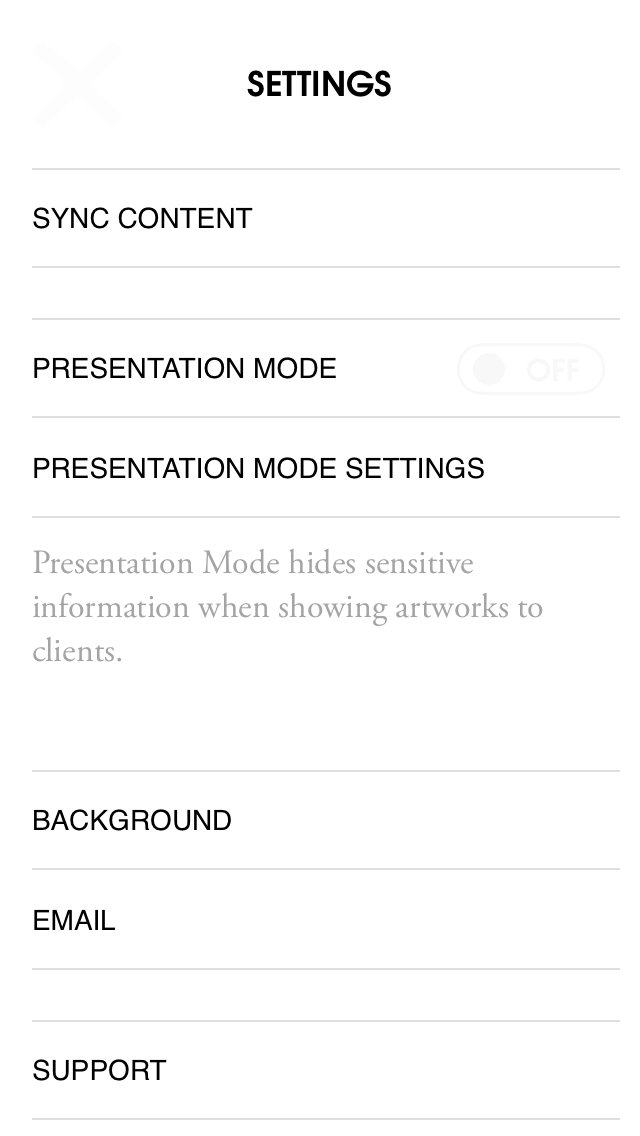 SETTINGS
SYNC CONTENT
PRESENTATION MODE OFF
PRESENTATION MODE SETTINGS
Presentation Mode hides sensitive
information when showing artworks to
clients.
BACKGROUND
EMAIL
SUPPORT